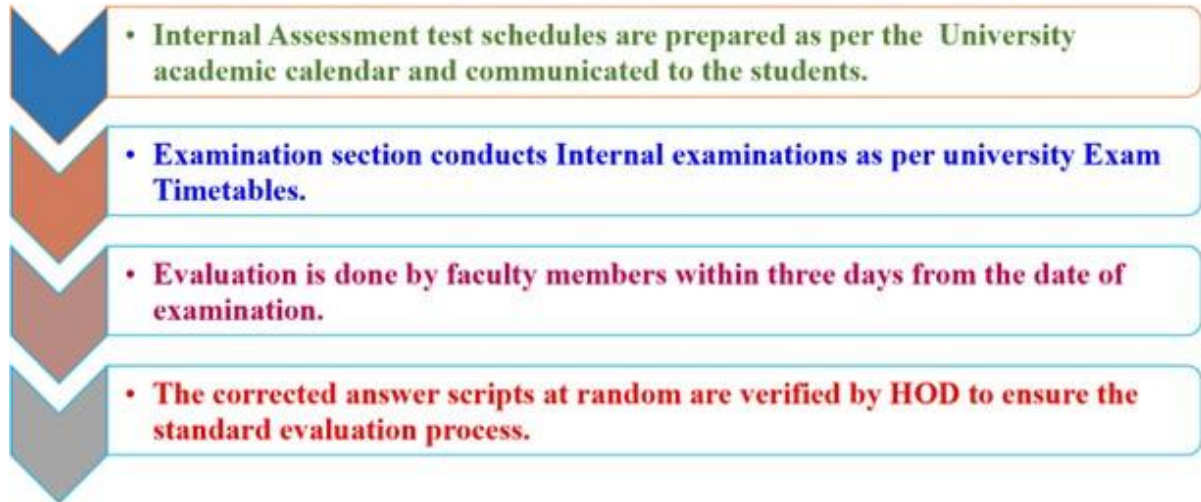 • Internal Assessment test schedules are prepared as per the University
academic calendar and communicated to the students.
• Examination section conducts Internal examinations as per university Exam
Timetables.
• Evaluation is done by faculty members within three days from the date of
examination.
• The corrected answer scripts at random are verified by HOD to ensure the
standard evaluation process.